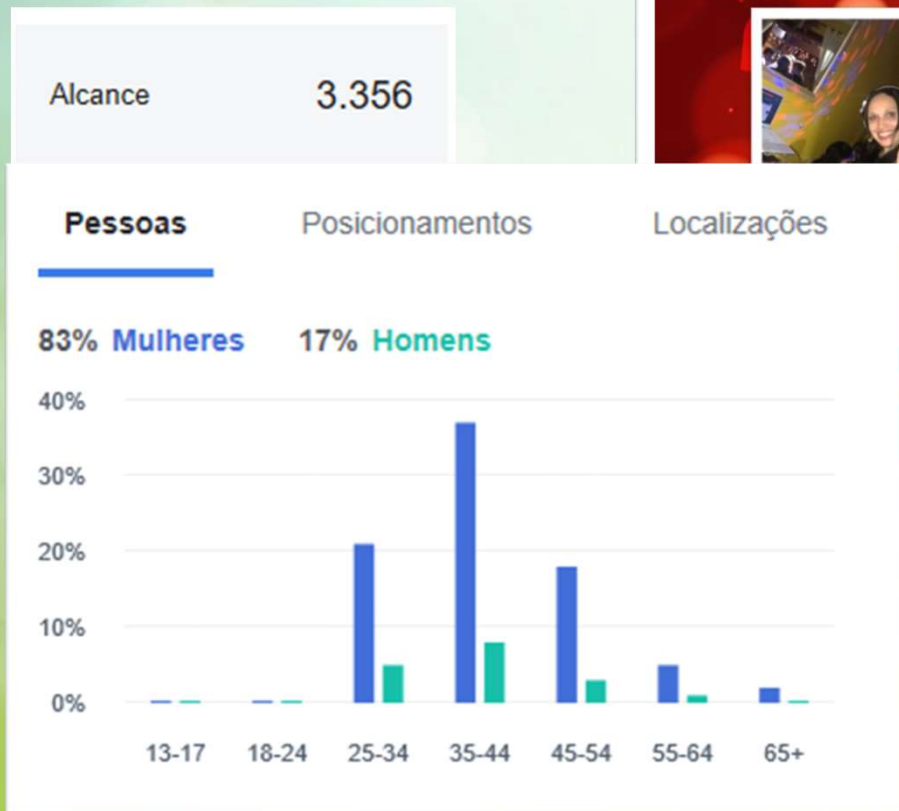 Alcance 3.356
Pessoas Posicionamentos Localizações
83% Mulheres 17% Homens
40%
30%
20%
10%
0%
13-17 18-24 25-34 35-44 45-54 55-64 65+